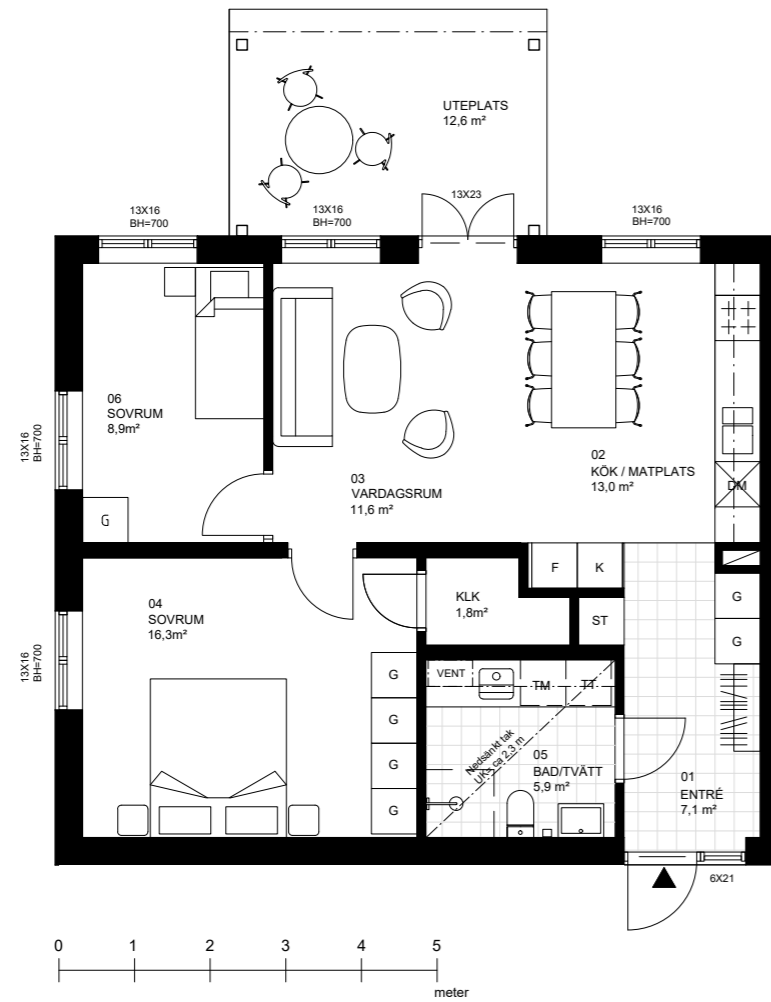 UTEPLATS
12,6 m²
13X16
BH=700
13X16
BH=700
13X23
13X16
BH=700
06
SOVRUM
8,9m²
13X16
BH=700
G
03
VARDAGSRUM
11,6 m²
02
KÖK / MATPLATS
13,0 m²
DM
F
K
KLK
1,8m²
ST
G
G
04
SOVRUM
16,3m²
13X16
BH=700
G
G
G
G
VENT
TM
TT
Nedsänkt tak
UK= ca 2,3 m
05
BAD/TVÄTT
5,9 m²
01
ENTRÉ
7,1 m²
6X21
0 1 2 3 4 5
meter